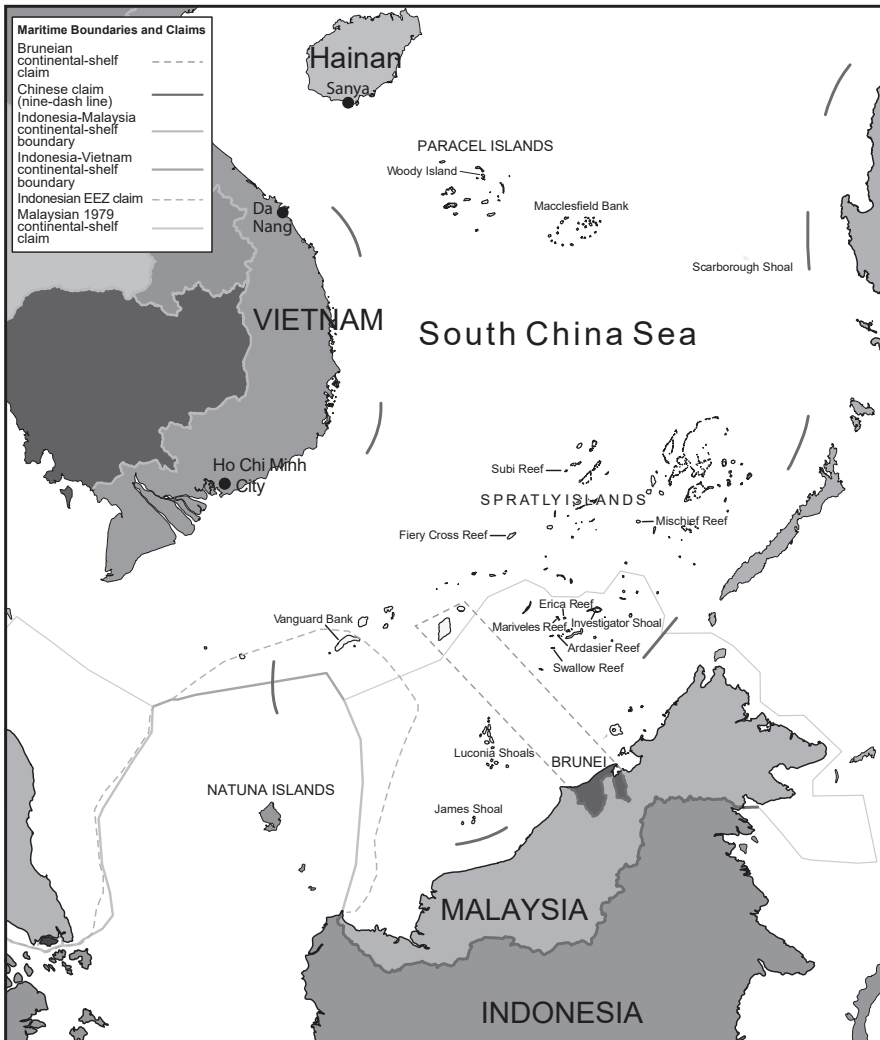 Maritime Boundaries and Claims
Bruneian
continental-shelf
claim
Chinese claim
(nine-dash line)
Indonesia-Malaysia
continental-shelf
boundary
Indonesia-Vietnam
continental-shelf
boundary
Indonesian EEZ claim
Malaysian 1979
continental-shelf
claim
Hainan
Sanya
PARACEL ISLANDS
Woody Island
Macclesfield Bank
Da
Nang
Scarborough Shoal
VIETNAM
South China Sea
Ho Chi Minh
City
Subi Reef
SPRATLY ISLANDS
Mischief Reef
Fiery Cross Reef
Erica Reef
Vanguard Bank
Mariveles Reef
Investigator Shoal
Ardasier Reef
Swallow Reef
Luconia Shoals
BRUNEI
NATUNA ISLANDS
James Shoal
MALAYSIA
INDONESIA